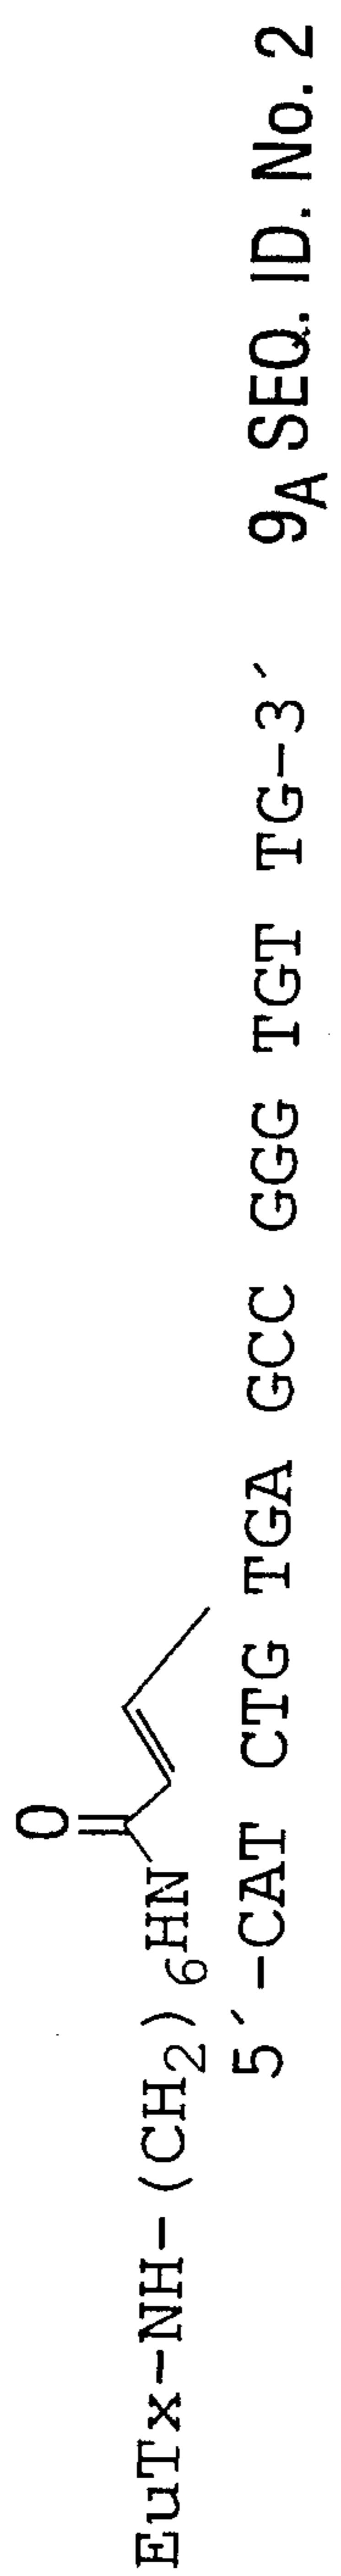 O
EuTx-NH-(CH2)6HN
5´-CAT CTG TGA GCC GGG TGT TG-3´ 9A SEQ. ID. No. 2